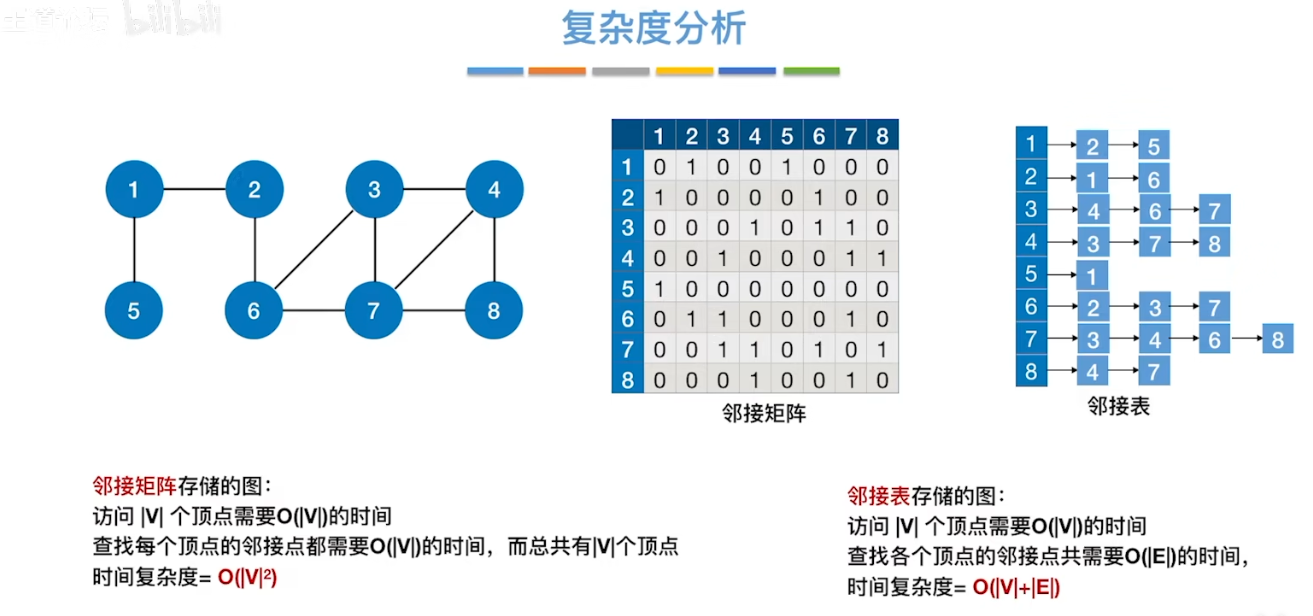 bilibili
复杂度分析
1 2 3 4
5 6 7 8
1 2 3 4 5 6 7 8
1 0 1 0 0 1 0 0 0
2 1 0 0 0 0 1 0 0
3 0 0 0 1 0 1 1 0
4 0 0 1 0 0 0 1 1
5 1 0 0 0 0 0 0 0
6 0 1 1 0 0 0 1 0
7 0 0 1 1 0 1 0 1
8 0 0 0 1 0 0 1 0
邻接矩阵
1 2 5
2 1 6
3 4 6 7
4 3 7 8
5 1
6 2 3 7
7 3 4 6 8
8 4 7
邻接表
邻接矩阵存储的图：
访问 |V| 个顶点需要O(|V|)的时间
查找每个顶点的邻接点都需要O(|V|)的时间，而总共有|V|个顶点
时间复杂度= O(|V|²)
邻接表存储的图：
访问 |V| 个顶点需要O(|V|)的时间
查找各个顶点的邻接点共需要O(|E|)的时间，
时间复杂度= O(|V|+|E|)